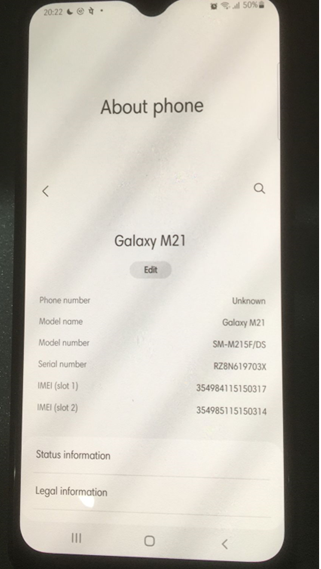 20:22 50%
About phone
Galaxy M21
Edit
Phone number Unknown
Model name Galaxy M21
Model number SM-M215F/DS
Serial number RZ8N619703X
IMEI (slot 1) 354984115150317
IMEI (slot 2) 354985115150314
Status information
Legal information